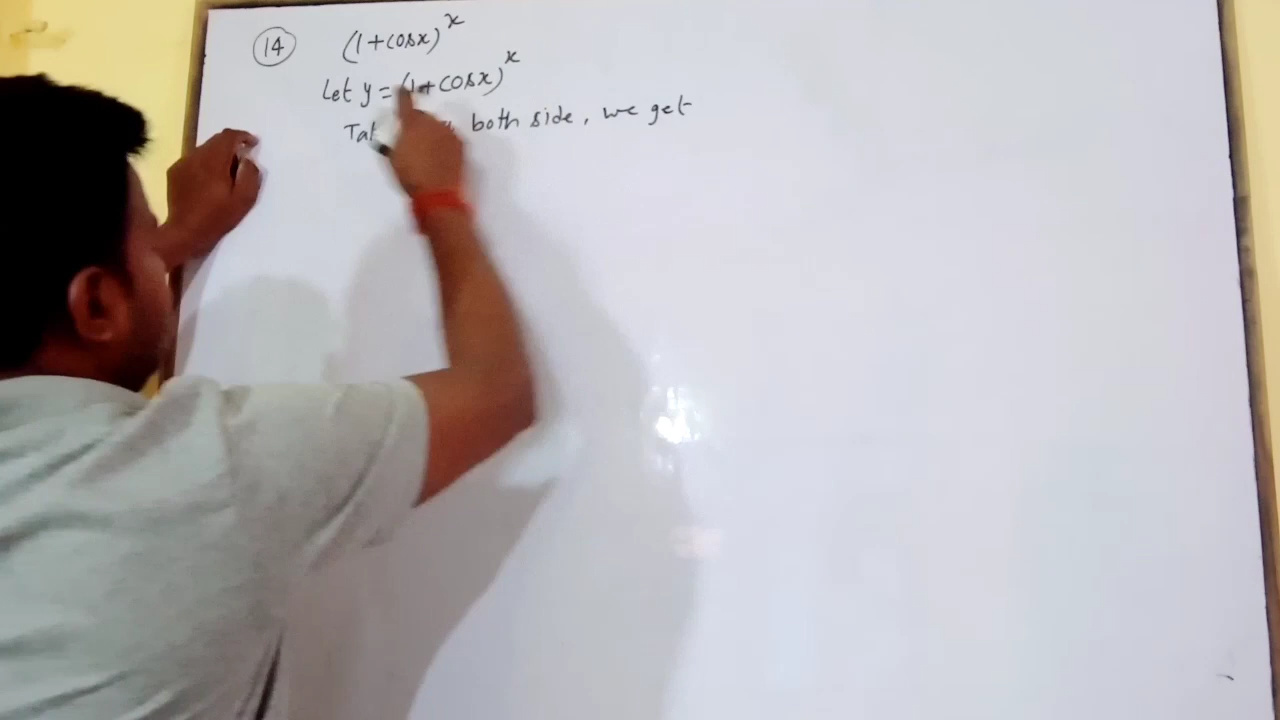 14 (1+cosx)^x
Let y = (1+cosx)^x
both side, we get